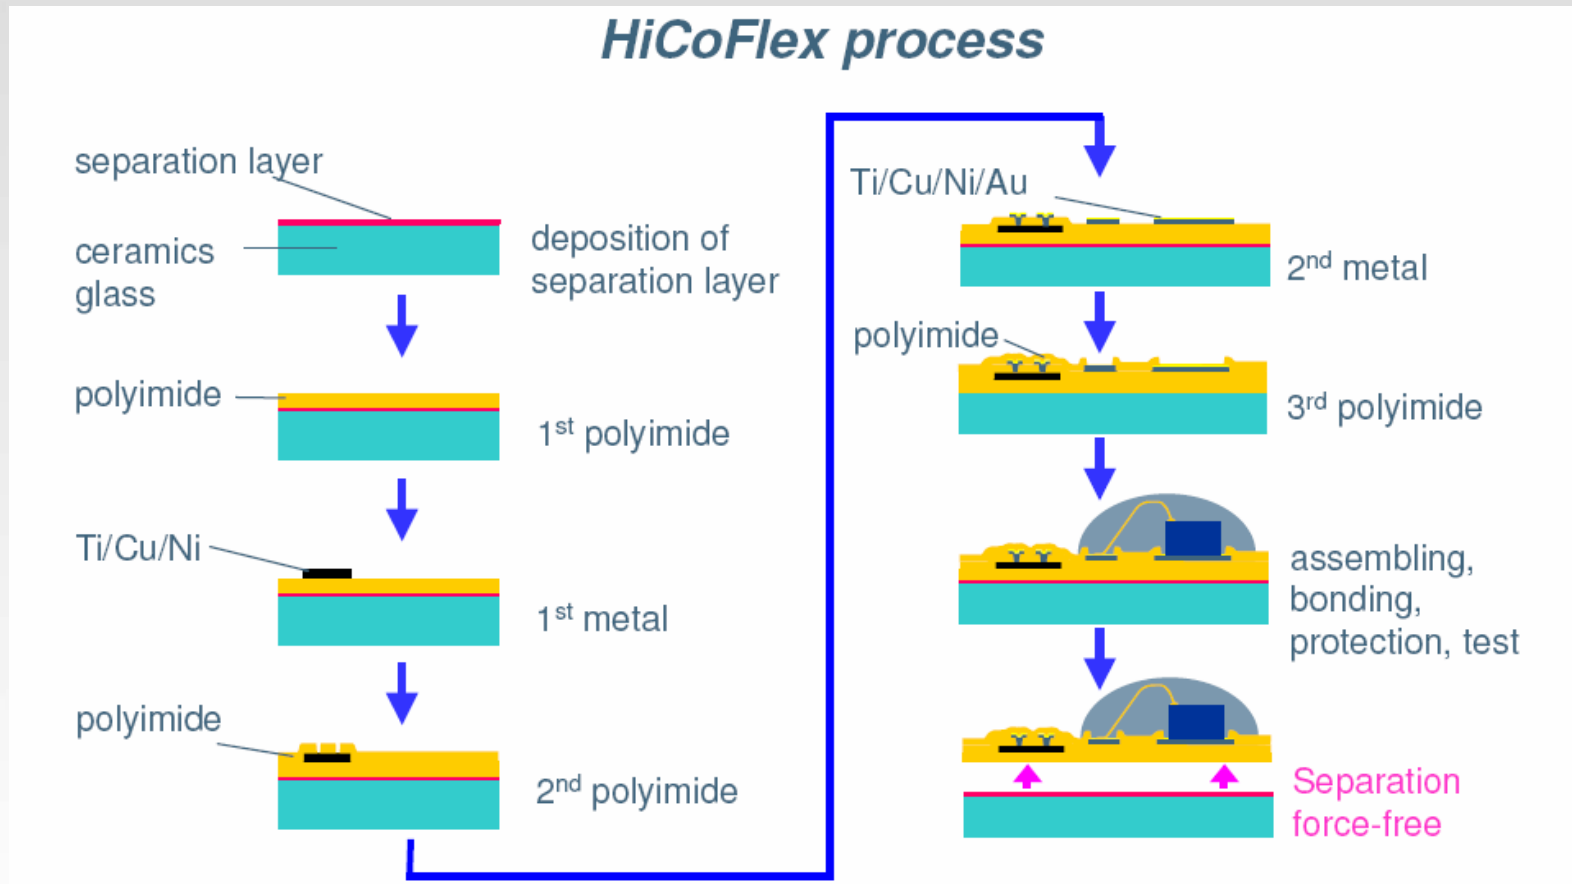 HiCoFlex process
separation layer
ceramics
glass
deposition of
separation layer
polyimide
1st polyimide
Ti/Cu/Ni
1st metal
polyimide
2nd polyimide
Ti/Cu/Ni/Au
2nd metal
polyimide
3rd polyimide
assembling,
bonding,
protection, test
Separation
force-free